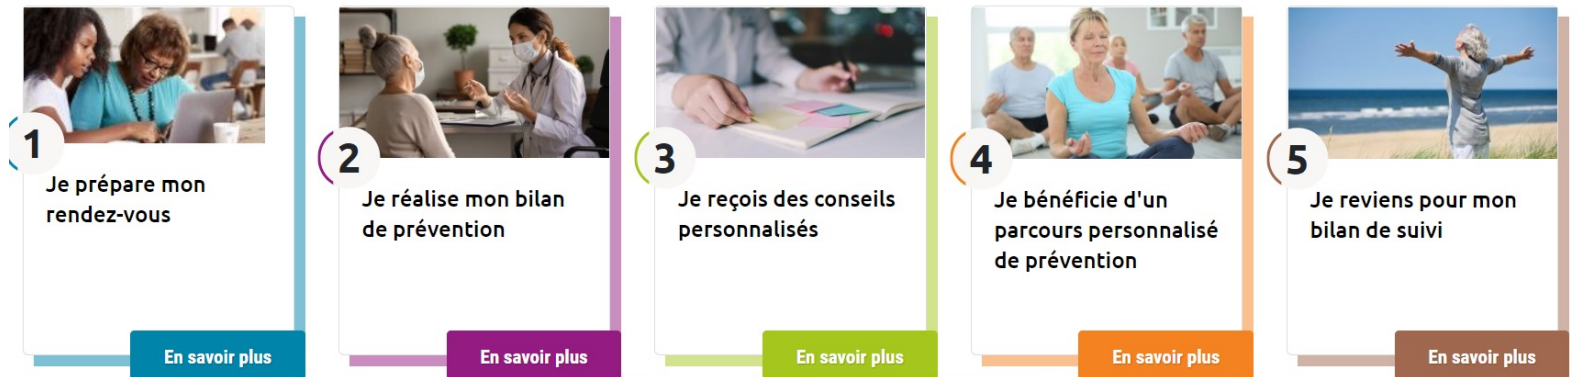 1
Je prépare mon
rendez-vous
En savoir plus
2
Je réalise mon bilan
de prévention
En savoir plus
3
Je reçois des conseils
personnalisés
En savoir plus
4
Je bénéficie d'un
parcours personnalisé
de prévention
En savoir plus
5
Je reviens pour mon
bilan de suivi
En savoir plus